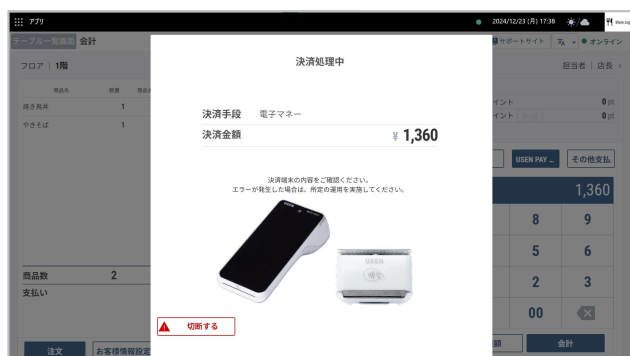 アプリ
2024/12/23 (月) 17:38
テーブル一覧画面 会計
サポートサイト
オンライン
フロア | 1階
担当者 | 店長
決済処理中
商品名 数量
焼き鳥丼 1
やきそば 1
決済手段 電子マネー
決済金額 ¥ 1,360
イント 0 pt
イント 0 pt
決済端末の内容をご確認ください。
エラーが発生した場合は、所定の運用を実施してください。
USEN PAY ... その他支払
1,360
USEN
USEN
8 9
5 6
2 3
00
商品数 2
支払い
切断する
注文 お客様情報設定
額 会計